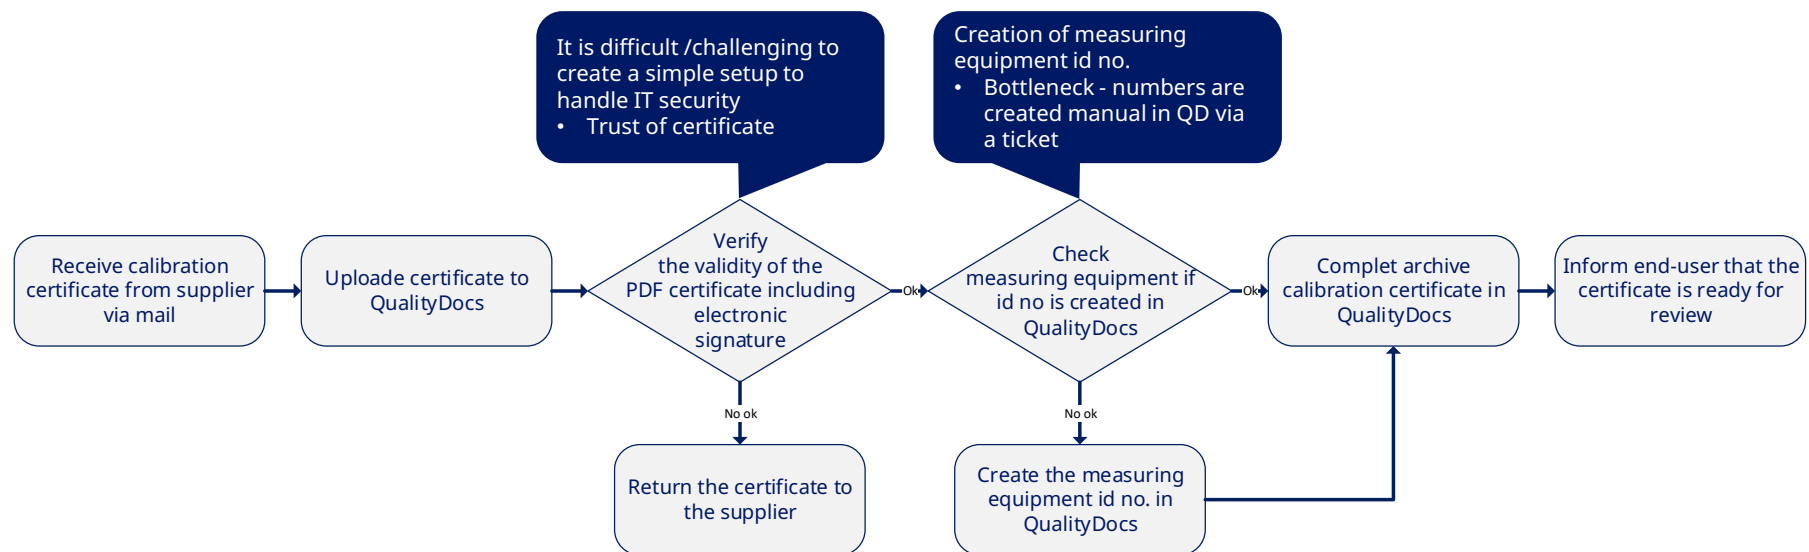 It is difficult /challenging to
create a simple setup to
handle IT security
• Trust of certificate
Creation of measuring
equipment id no.
• Bottleneck - numbers are
created manual in QD via
a ticket
Receive calibration
certificate from supplier
via mail
Uploade certificate to
QualityDocs
Verify
the validity of the
PDF certificate including
electronic
signature
Ok
Check
measuring equipment if
id no is created in
QualityDocs
Ok
Complet archive
calibration certificate in
QualityDocs
Inform end-user that the
certificate is ready for
review
No ok
No ok
Return the certificate to
the supplier
Create the measuring
equipment id no. in
QualityDocs